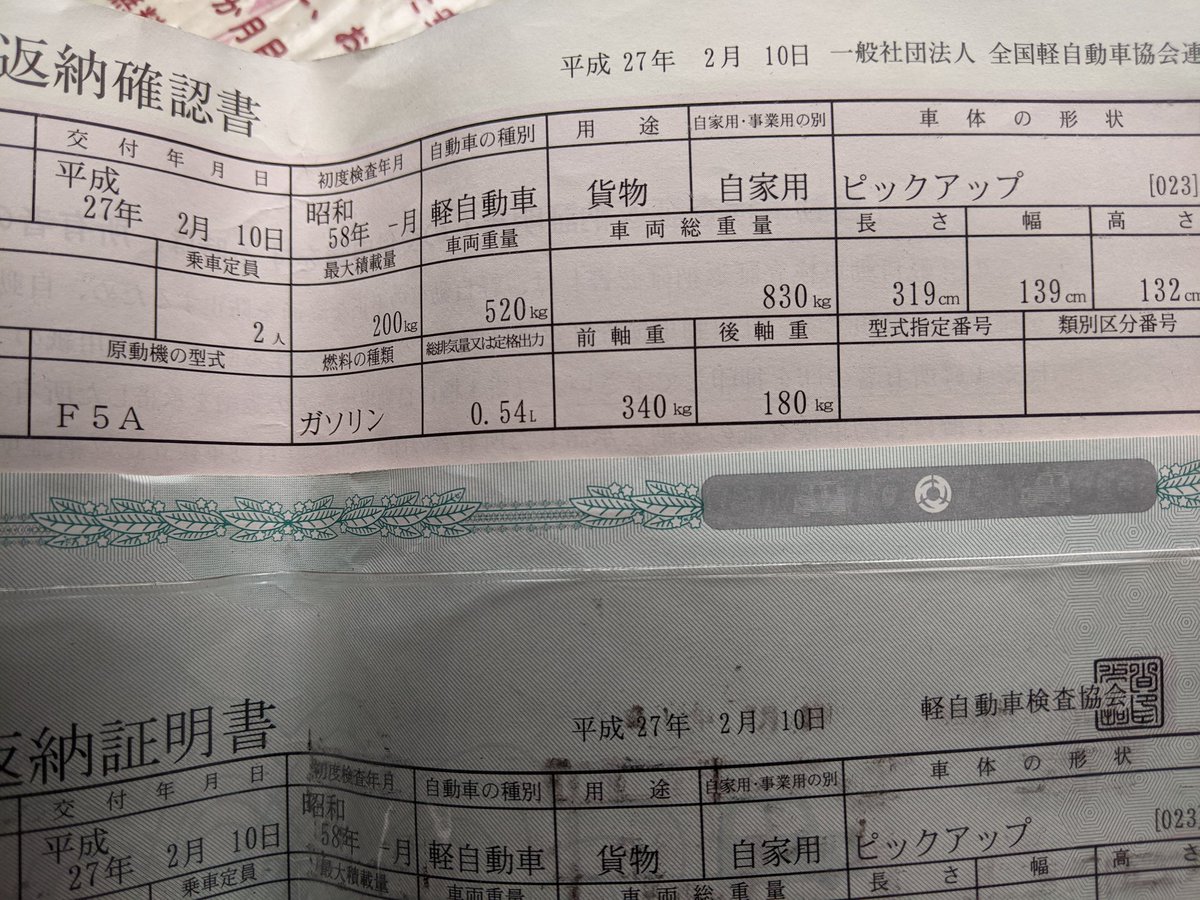 か月
お
返納確認書
平成 27年 2月 10日 一般社団法人 全国軽自動車協会連
交付年月日 初度検査年月 自動車の種別 用途 自家用・事業用の別 車体の形状
平成 27年 2月 10日 昭和 58年 -月 軽自動車 貨物 自家用 ピックアップ [023]
乗車定員 最大積載量 車両重量 車両総重量 長さ 幅 高さ
2人 200kg 520kg 830kg 319cm 139cm 132cm
原動機の型式 燃料の種類 総排気量又は定格出力 前軸重 後軸重 型式指定番号 類別区分番号
F5A ガソリン 0.54L 340kg 180kg
返納証明書
平成 27年 2月 10日 軽自動車検査協会
交付年月日 初度検査年月 自動車の種別 用途 自家用・事業用の別 車体の形状
平成 27年 2月 10日 昭和 58年 -月 軽自動車 貨物 自家用 ピックアップ [023]
乗車定員 最大積載量 車両重量 車両総重量 長さ 幅 高さ